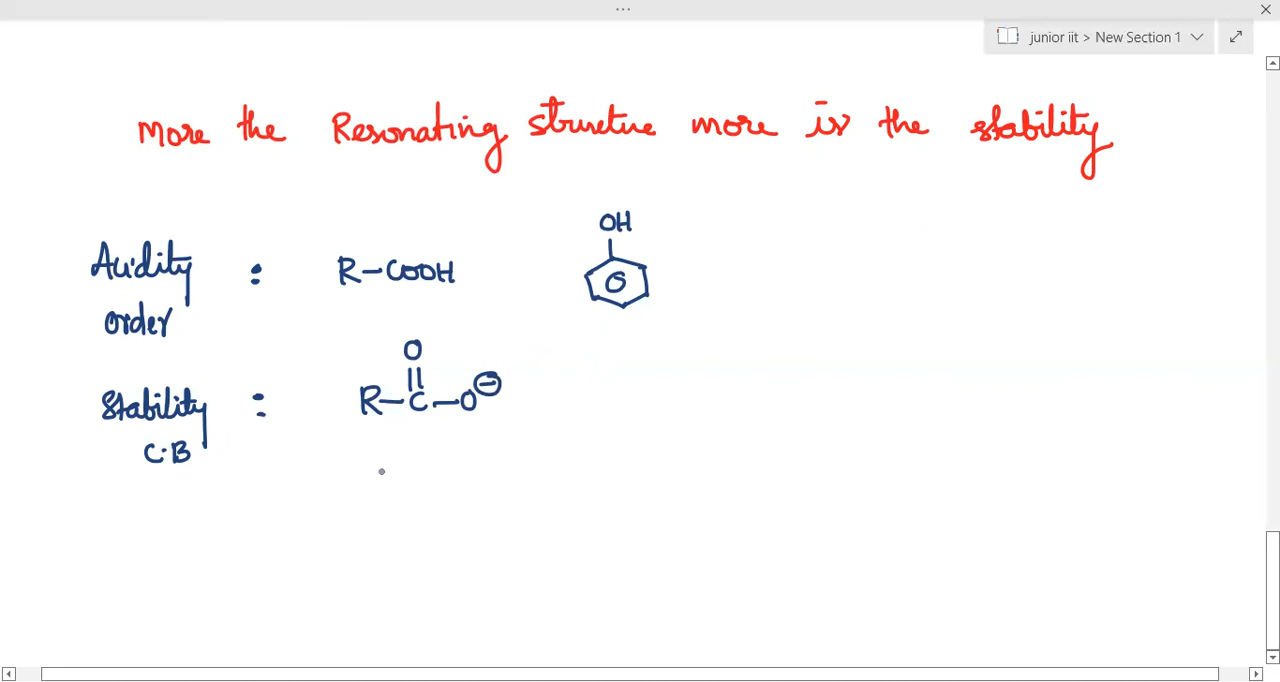 junior iit > New Section 1
More the Resonating structure more is the stability
OH
Acidity : R-COOH
order
O
Stability : R-C-O⊖
C.B